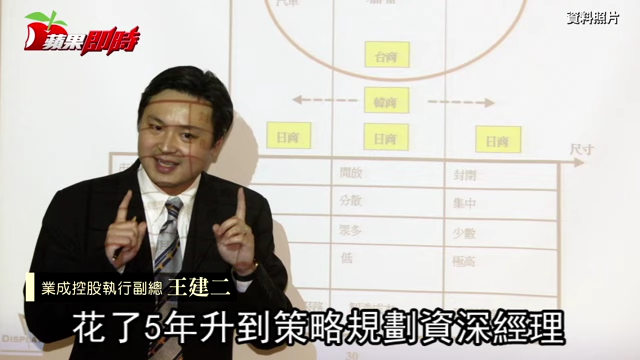 蘋果即時
資料照片
汽車
台商
韓商
日商 日商 日商
尺寸
開放 封閉
分散 集中
眾多 少數
低 極高
業成控股執行副總 王建二
花了5年升到策略規劃資深經理
30